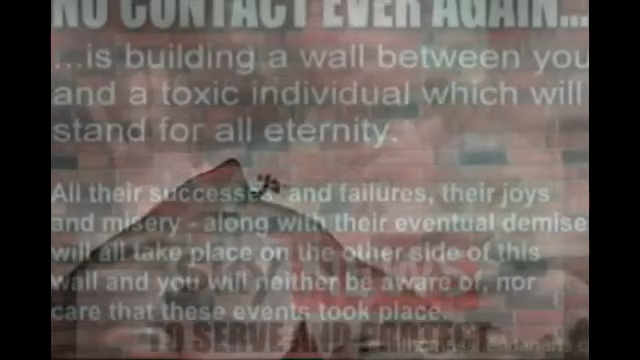 NO CONTACT EVER AGAIN...
...is building a wall between you
and a toxic individual which will
stand for all eternity.
All their successes and failures, their joys
and misery - along with their eventual demise
will all take place on the other side of this
wall and you will neither be aware of, nor
care that these events took place.
TO SERVE AND PROTECT